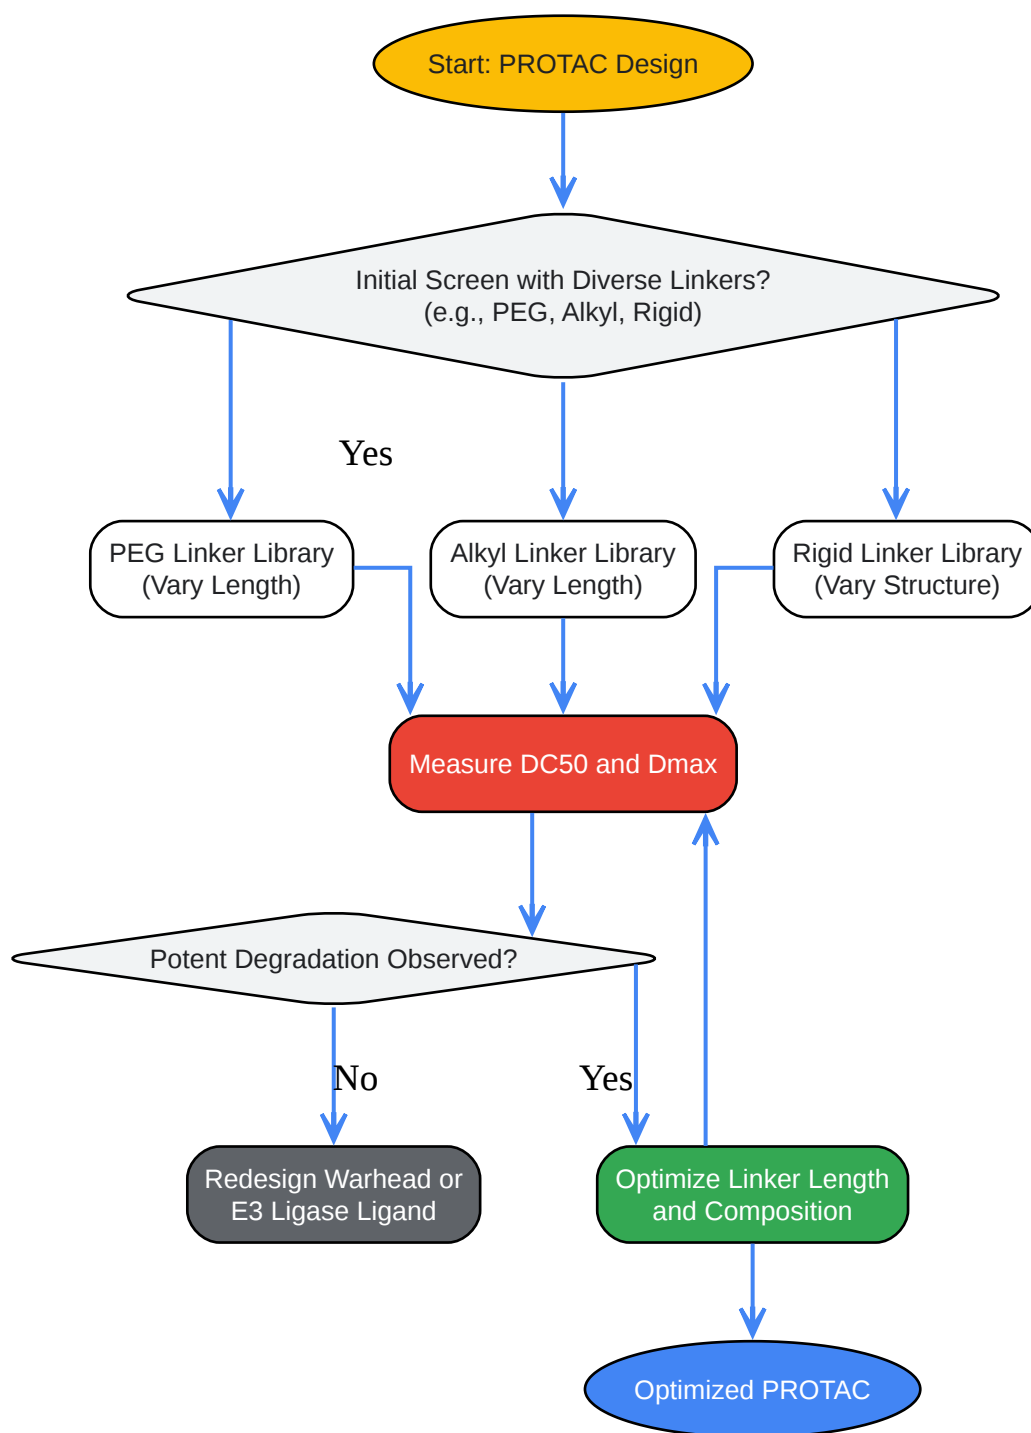 Start: PROTAC Design
Initial Screen with Diverse Linkers?
(e.g., PEG, Alkyl, Rigid)
Yes
PEG Linker Library
(Vary Length)
Alkyl Linker Library
(Vary Length)
Rigid Linker Library
(Vary Structure)
Measure DC50 and Dmax
Potent Degradation Observed?
No
Yes
Redesign Warhead or
E3 Ligase Ligand
Optimize Linker Length
and Composition
Optimized PROTAC